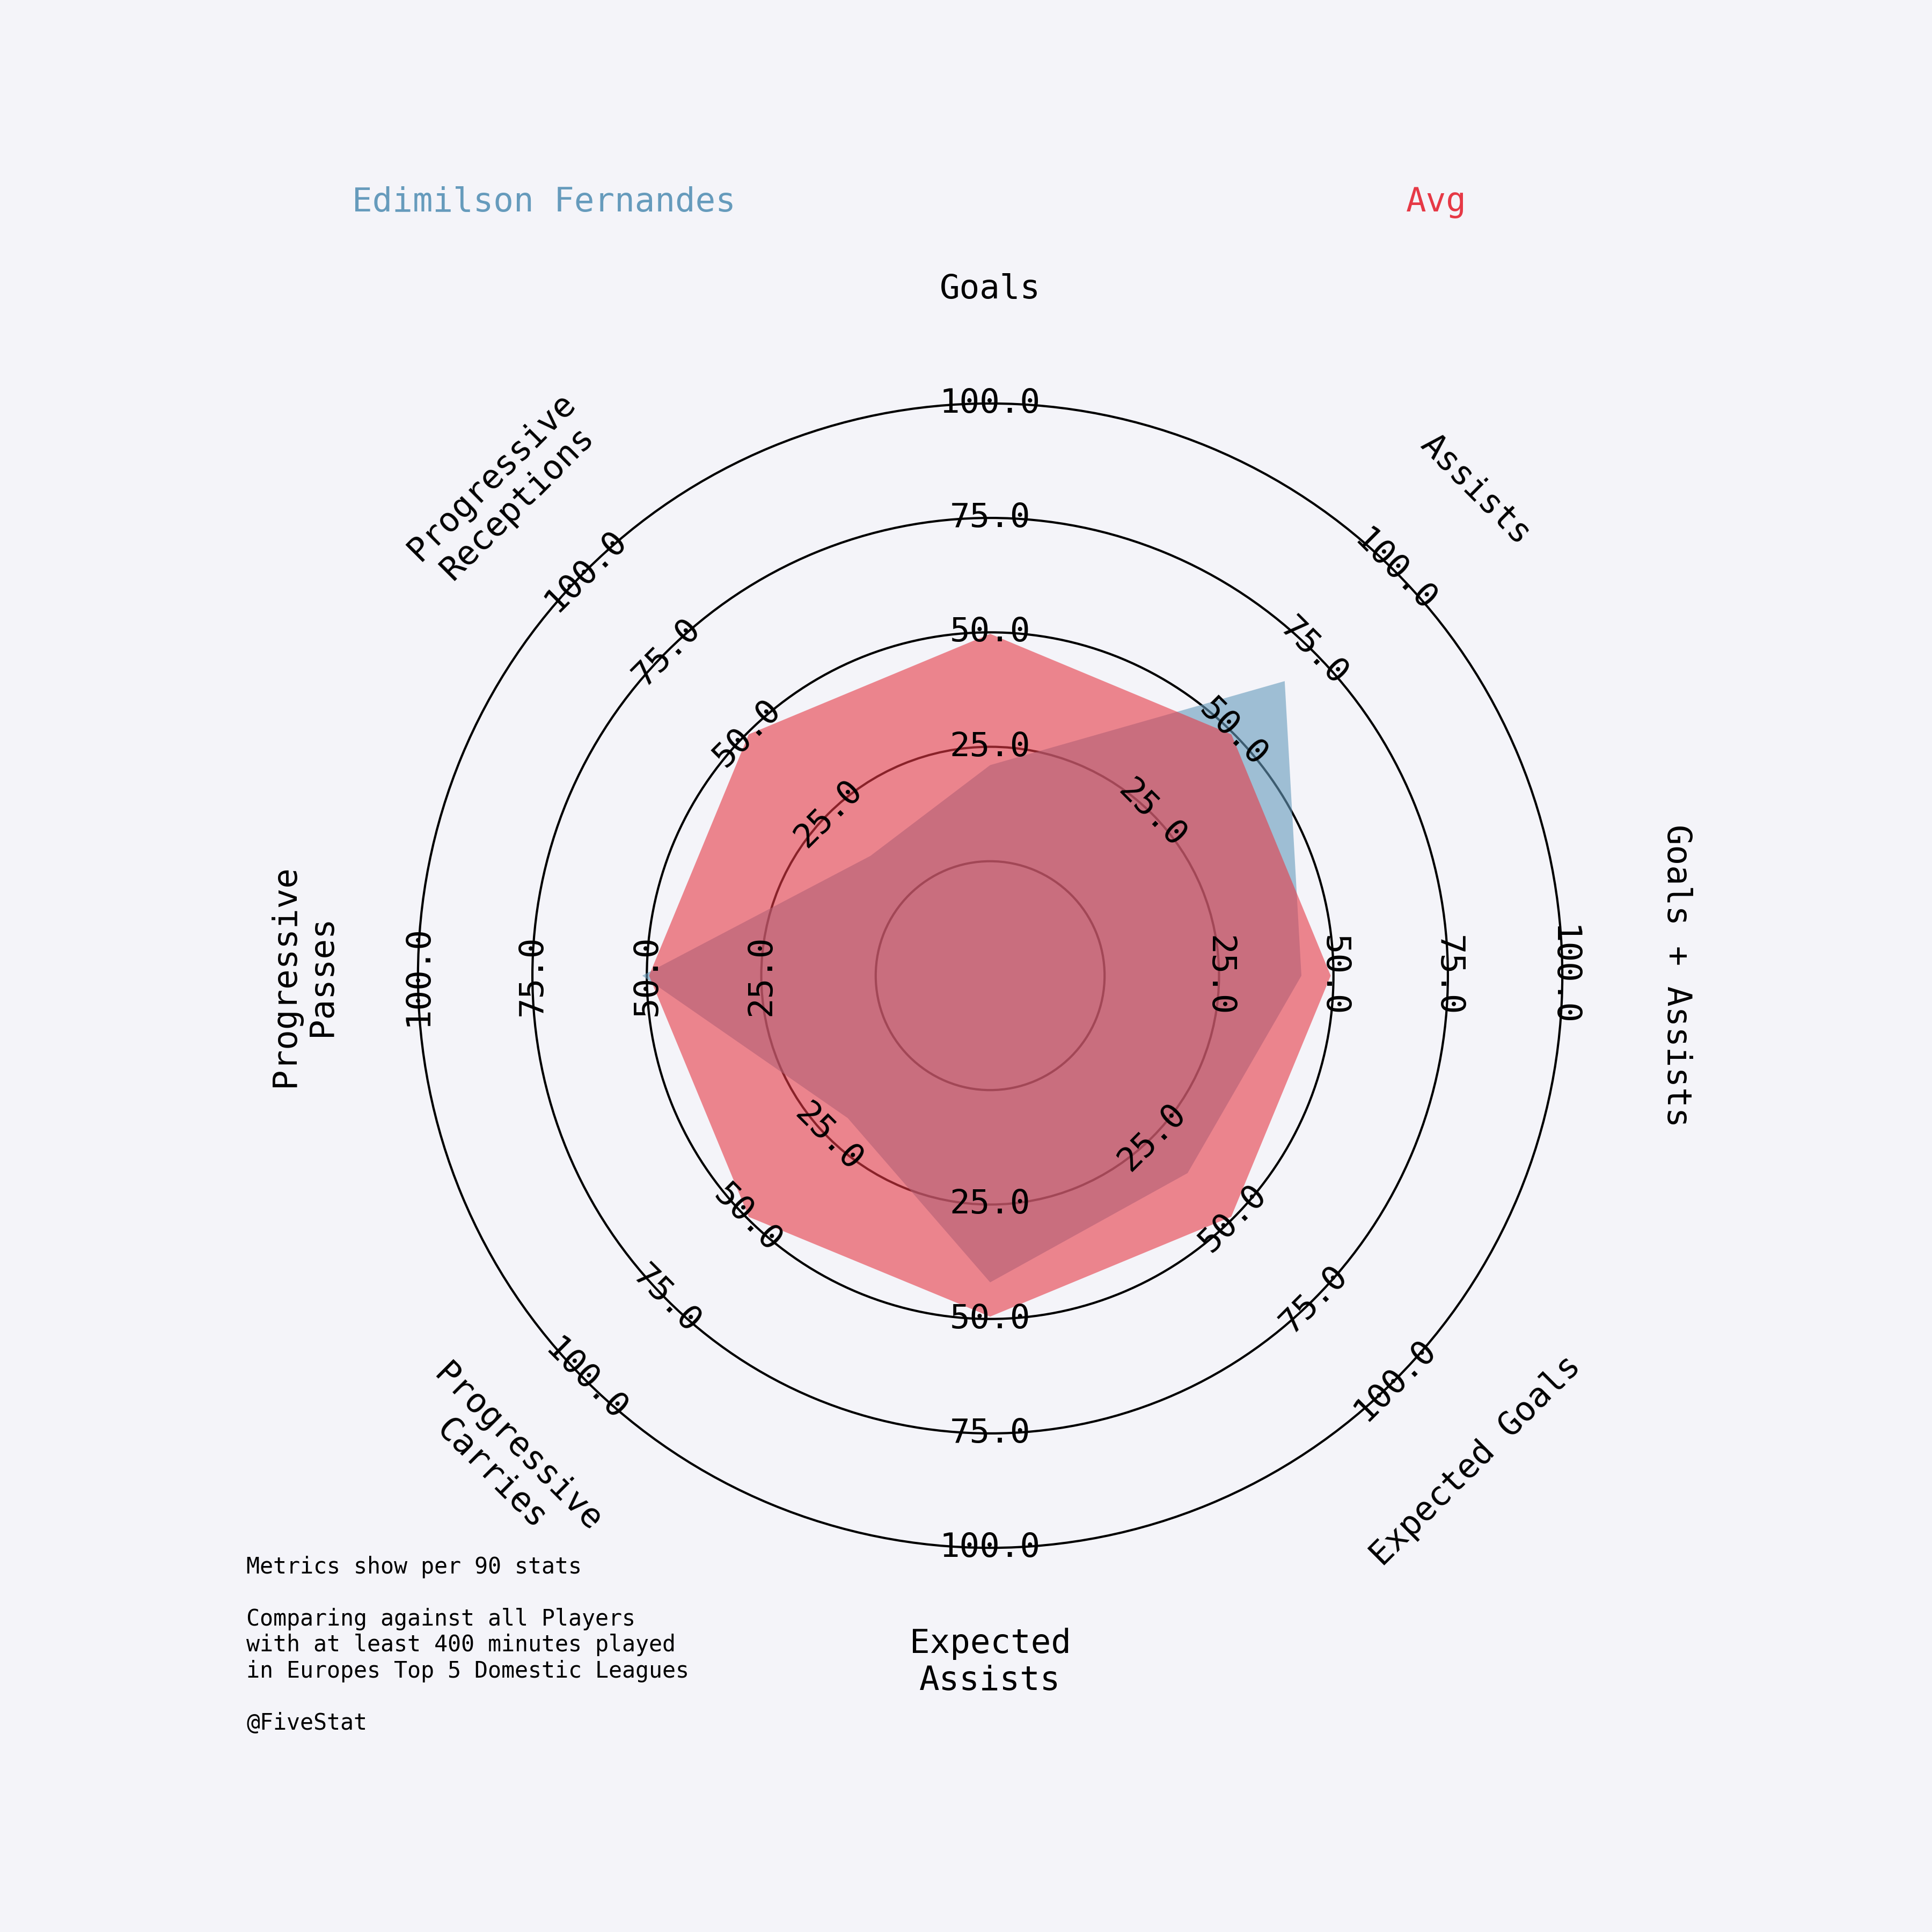 Edimilson Fernandes
Avg
Goals
100.0
75.0
50.0
25.0
Assists
100.0
75.0
50.0
25.0
Goals + Assists
100.0
75.0
50.0
25.0
Expected Goals
100.0
75.0
50.0
25.0
Expected
Assists
100.0
75.0
50.0
25.0
Progressive
Carries
100.0
75.0
50.0
25.0
Progressive
Passes
100.0
75.0
50.0
25.0
Progressive
Receptions
100.0
75.0
50.0
25.0
Metrics show per 90 stats
Comparing against all Players
with at least 400 minutes played
in Europes Top 5 Domestic Leagues
@FiveStat